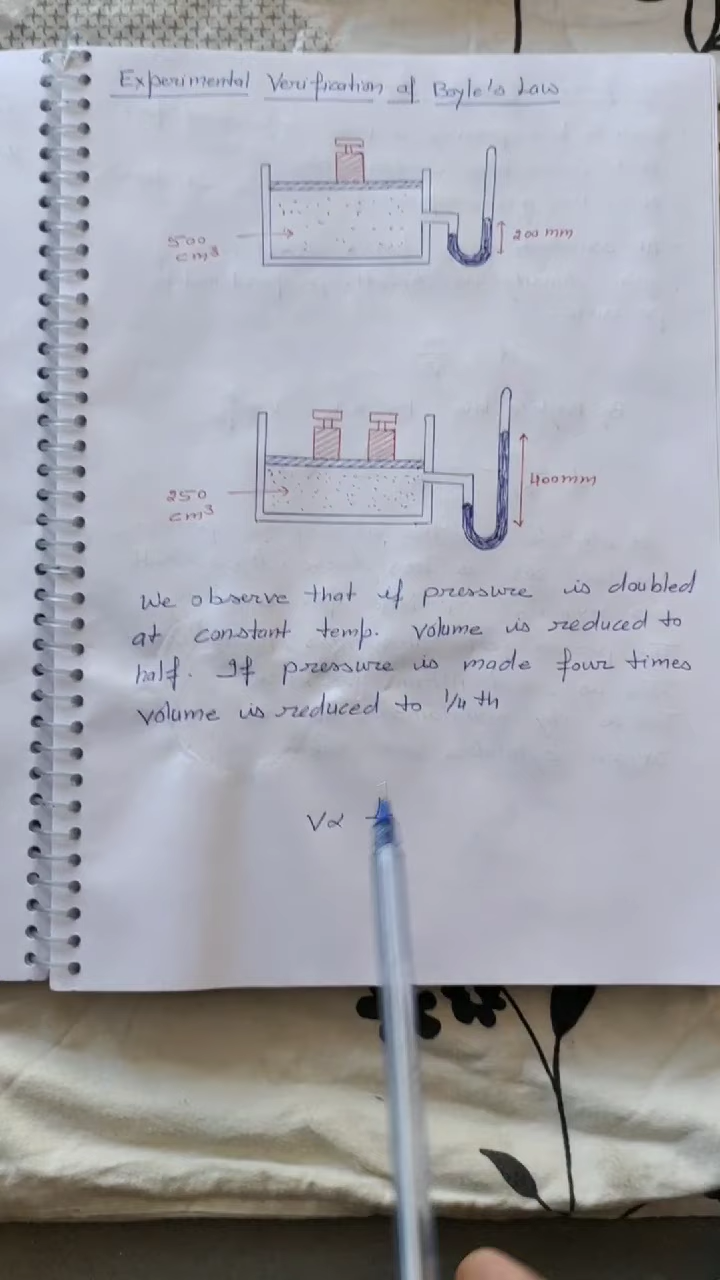 Experimental Verification of Boyle's Law
500
cm³
200 mm
250
cm³
400mm
We observe that if pressure is doubled
at constant temp. volume is reduced to
half. If pressure is made four times
volume is reduced to 1/4 th
V∝